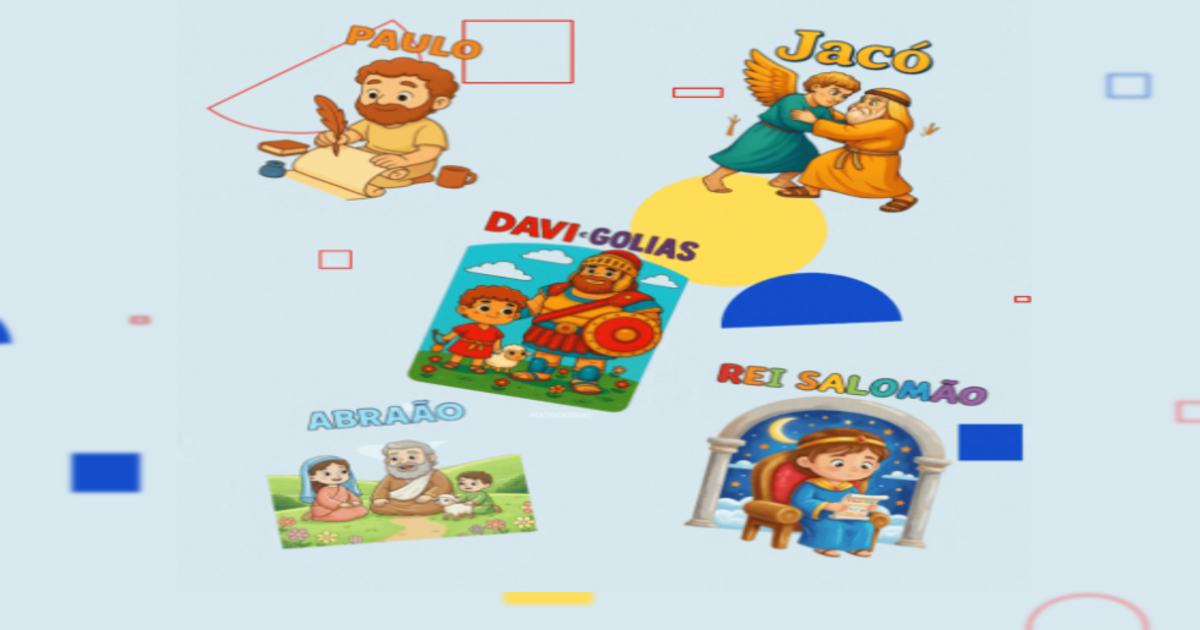 PAULO
Jacó
DAVI e GOLIAS
ABRAÃO
REI SALOMÃO